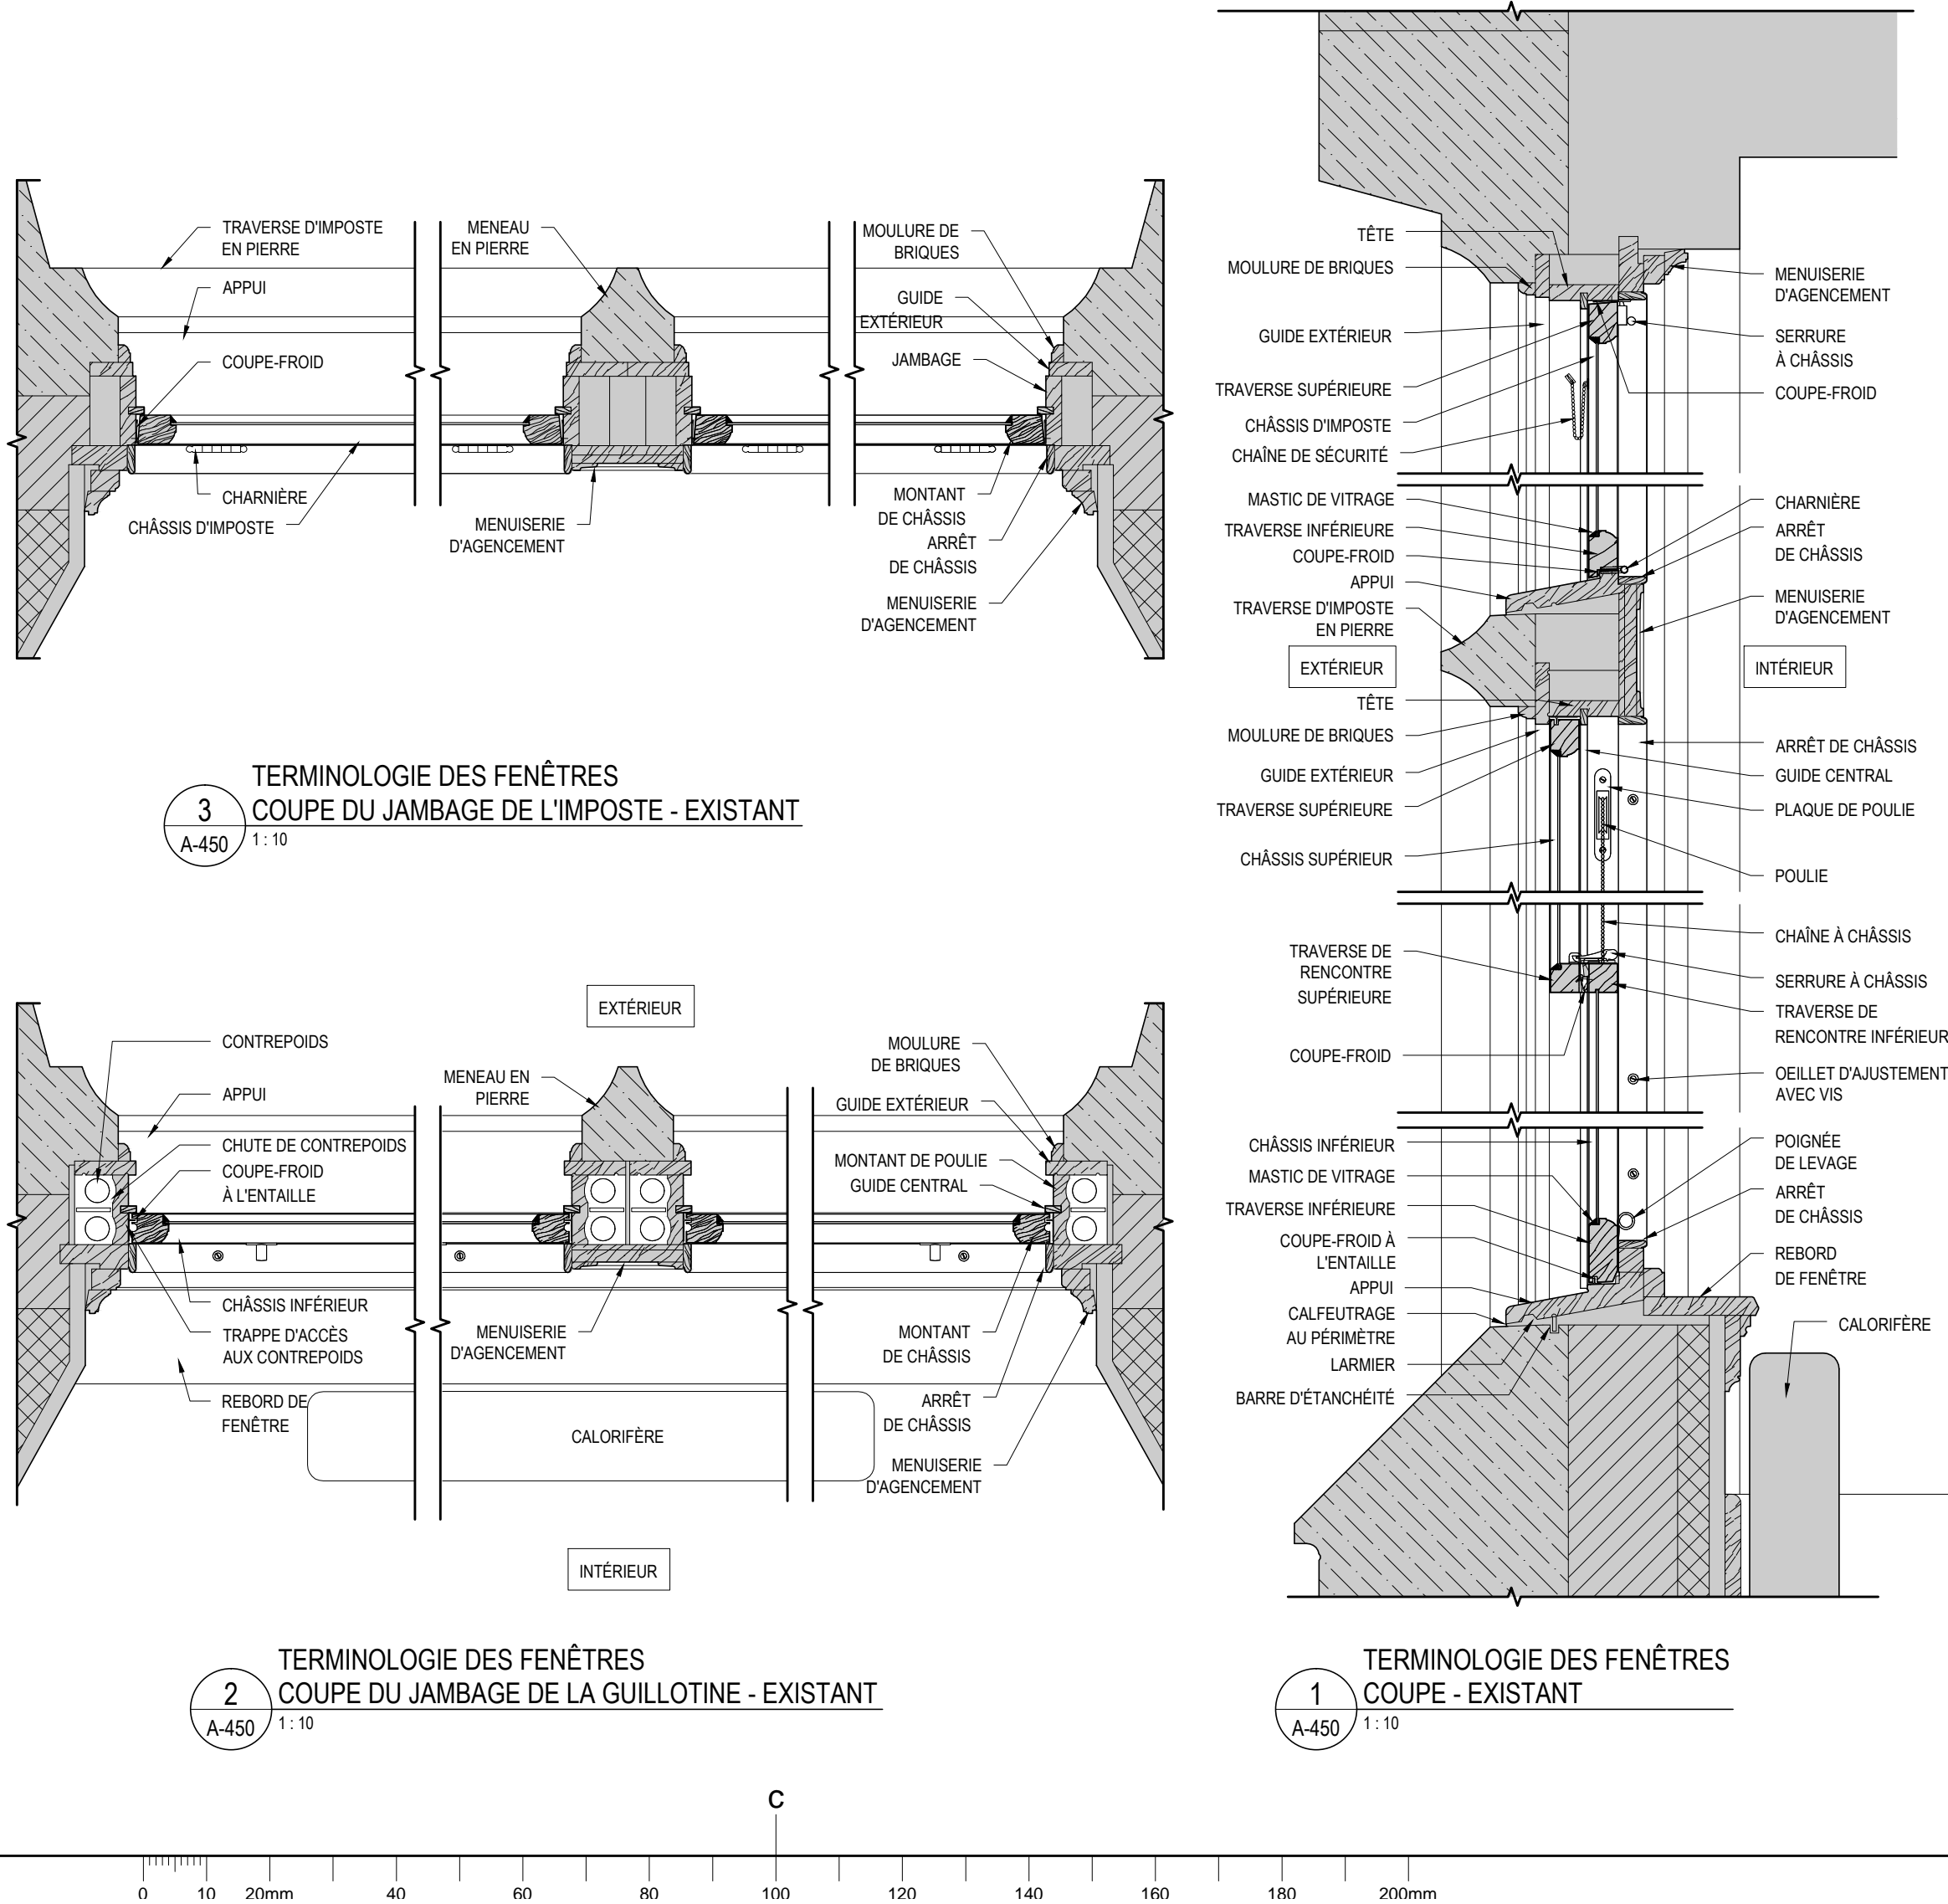 TRAVERSE D'IMPOSTE
EN PIERRE
APPUI
COUPE-FROID
CHARNIÈRE
CHÂSSIS D'IMPOSTE
MENEAU
EN PIERRE
MENUISERIE
D'AGENCEMENT
MOULURE DE
BRIQUES
GUIDE
EXTÉRIEUR
JAMBAGE
MONTANT
DE CHÂSSIS
ARRÊT
DE CHÂSSIS
MENUISERIE
D'AGENCEMENT
3
A-450
TERMINOLOGIE DES FENÊTRES
COUPE DU JAMBAGE DE L'IMPOSTE - EXISTANT
1 : 10
EXTÉRIEUR
CONTREPOIDS
APPUI
CHUTE DE CONTREPOIDS
COUPE-FROID
À L'ENTAILLE
CHÂSSIS INFÉRIEUR
TRAPPE D'ACCÈS
AUX CONTREPOIDS
REBORD DE
FENÊTRE
MENEAU EN
PIERRE
MENUISERIE
D'AGENCEMENT
CALORIFÈRE
MOULURE
DE BRIQUES
GUIDE EXTÉRIEUR
MONTANT DE POULIE
GUIDE CENTRAL
MONTANT
DE CHÂSSIS
ARRÊT
DE CHÂSSIS
MENUISERIE
D'AGENCEMENT
INTÉRIEUR
2
A-450
TERMINOLOGIE DES FENÊTRES
COUPE DU JAMBAGE DE LA GUILLOTINE - EXISTANT
1 : 10
TÊTE
MOULURE DE BRIQUES
GUIDE EXTÉRIEUR
TRAVERSE SUPÉRIEURE
CHÂSSIS D'IMPOSTE
CHAÎNE DE SÉCURITÉ
MASTIC DE VITRAGE
TRAVERSE INFÉRIEURE
COUPE-FROID
APPUI
TRAVERSE D'IMPOSTE
EN PIERRE
EXTÉRIEUR
TÊTE
MOULURE DE BRIQUES
GUIDE EXTÉRIEUR
TRAVERSE SUPÉRIEURE
CHÂSSIS SUPÉRIEUR
TRAVERSE DE
RENCONTRE
SUPÉRIEURE
COUPE-FROID
CHÂSSIS INFÉRIEUR
MASTIC DE VITRAGE
TRAVERSE INFÉRIEURE
COUPE-FROID À
L'ENTAILLE
APPUI
CALFEUTRAGE
AU PÉRIMÈTRE
LARMIER
BARRE D'ÉTANCHÉITÉ
MENUISERIE
D'AGENCEMENT
SERRURE
À CHÂSSIS
COUPE-FROID
CHARNIÈRE
ARRÊT
DE CHÂSSIS
MENUISERIE
D'AGENCEMENT
INTÉRIEUR
ARRÊT DE CHÂSSIS
GUIDE CENTRAL
PLAQUE DE POULIE
POULIE
CHAÎNE À CHÂSSIS
SERRURE À CHÂSSIS
TRAVERSE DE
RENCONTRE INFÉRIEUR
OEILLET D'AJUSTEMENT
AVEC VIS
POIGNÉE
DE LEVAGE
ARRÊT
DE CHÂSSIS
REBORD
DE FENÊTRE
CALORIFÈRE
1
A-450
TERMINOLOGIE DES FENÊTRES
COUPE - EXISTANT
1 : 10
C
0 10 20mm 40 60 80 100 120 140 160 180 200mm